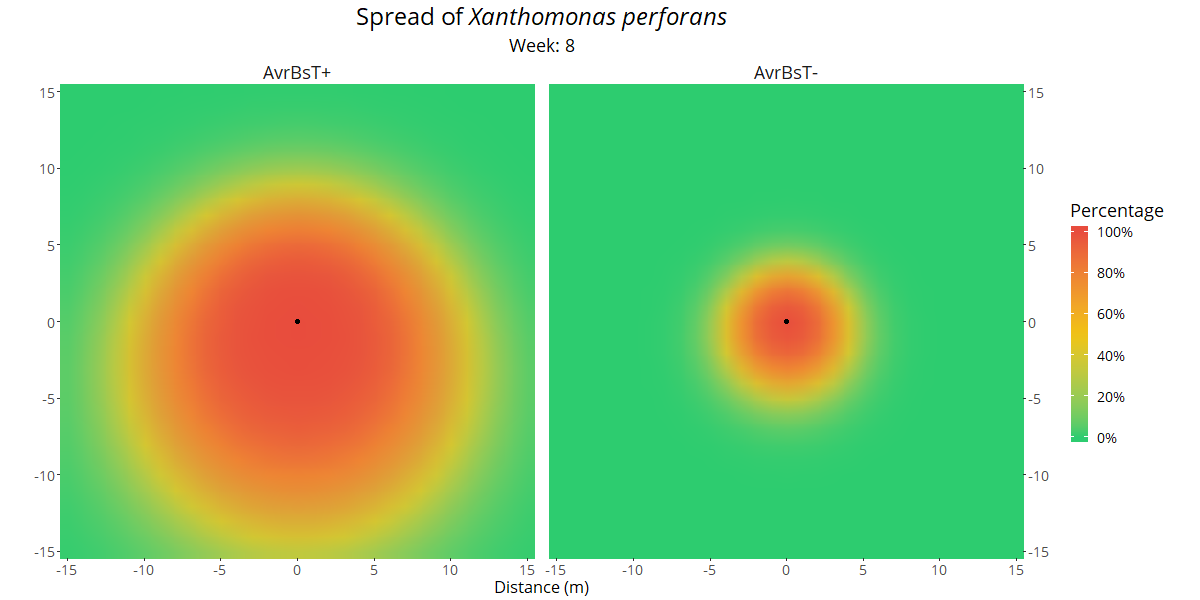 Spread of Xanthomonas perforans
Week: 8
AvrBsT+
AvrBsT-
15
10
5
0
-5
-10
-15
-15 -10 -5 0 5 10 15
15
10
5
0
-5
-10
-15
-15 -10 -5 0 5 10 15
Distance (m)
Percentage
100%
80%
60%
40%
20%
0%